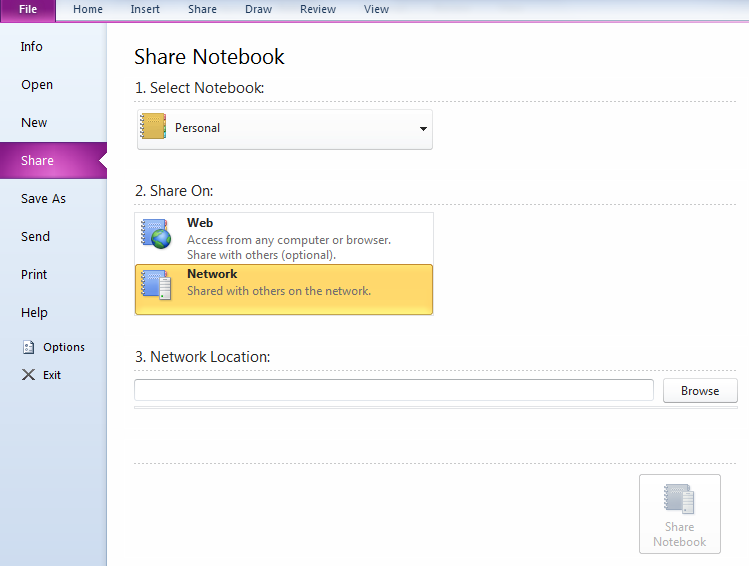 File Home Insert Share Draw Review View
Info
Open
New
Share
Save As
Send
Print
Help
Options
Exit
Share Notebook
1. Select Notebook:
Personal
2. Share On:
Web
Access from any computer or browser.
Share with others (optional).
Network
Shared with others on the network.
3. Network Location:
Browse
Share
Notebook